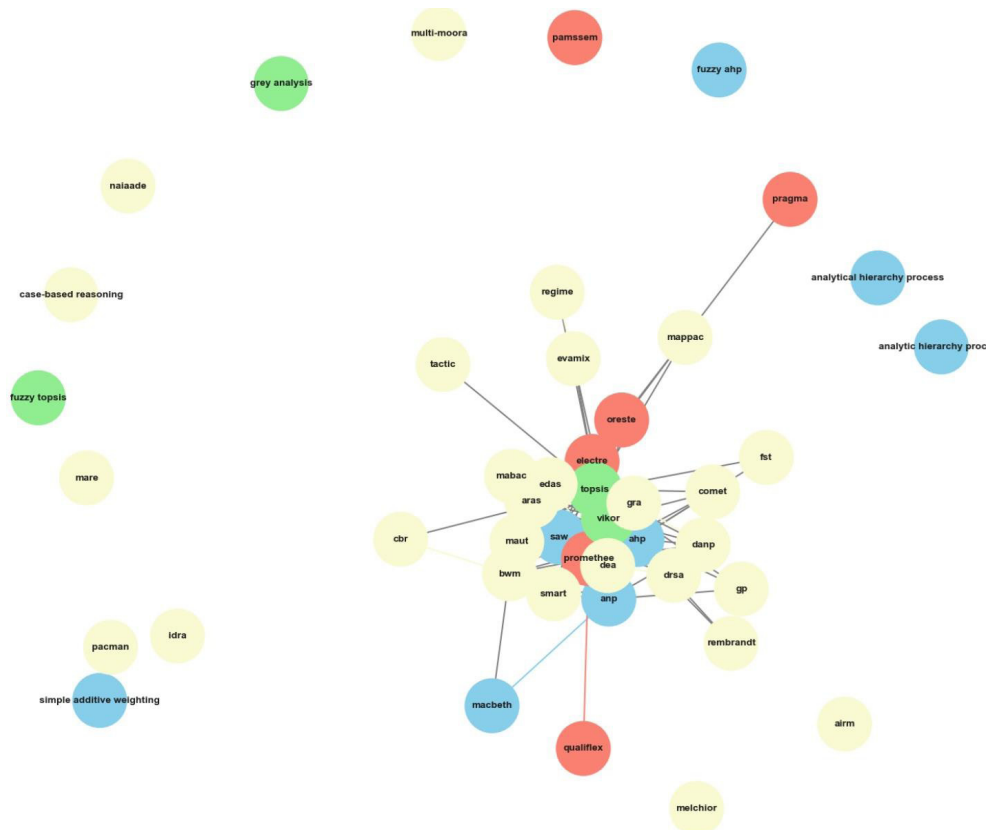 multi-moora
pamssem
fuzzy ahp
grey analysis
naiaade
pragma
analytical hierarchy process
case-based reasoning
regime
mappac
analytic hierarchy proc
evamix
tactic
fuzzy topsis
oreste
electre
fst
mare
mabac
edas
topsis
comet
aras
gra
vikor
cbr
saw
ahp
maut
danp
promethee
dea
bwm
drsa
gp
smart
anp
idra
rembrandt
pacman
simple additive weighting
macbeth
airm
qualiflex
melchior